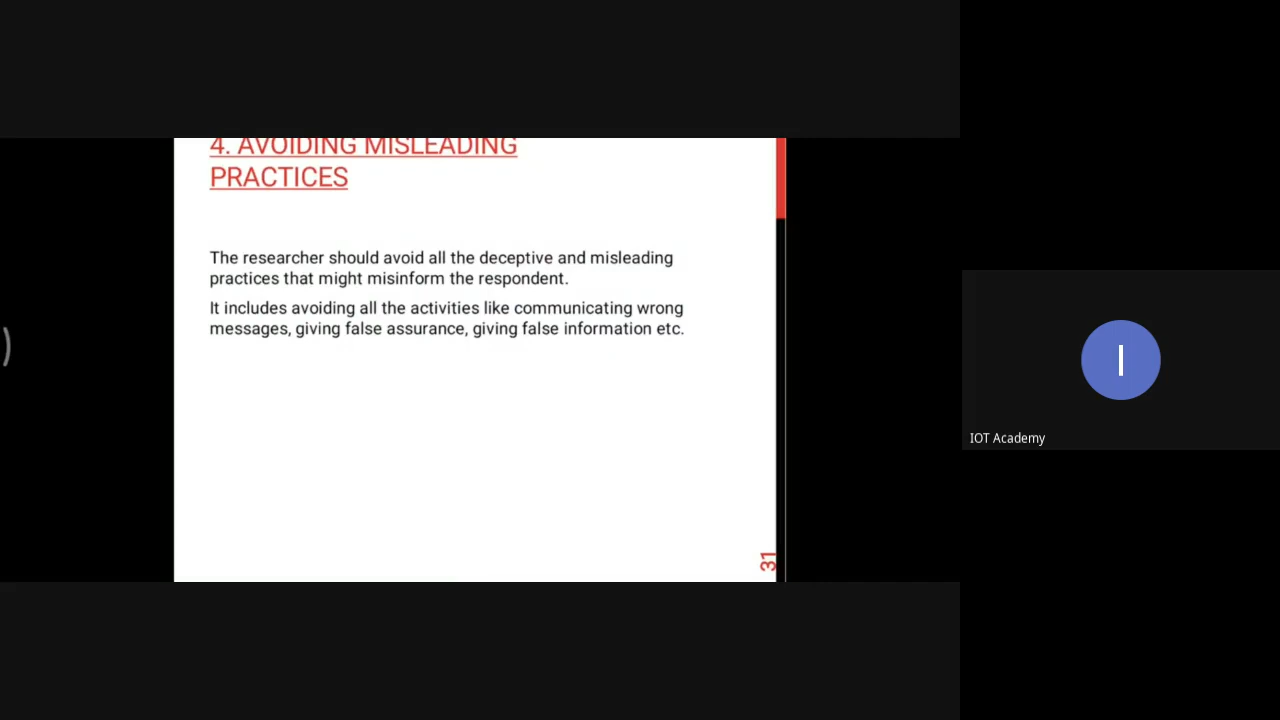 4. AVOIDING MISLEADING
PRACTICES
The researcher should avoid all the deceptive and misleading
practices that might misinform the respondent.
It includes avoiding all the activities like communicating wrong
messages, giving false assurance, giving false information etc.
31
I
IOT Academy